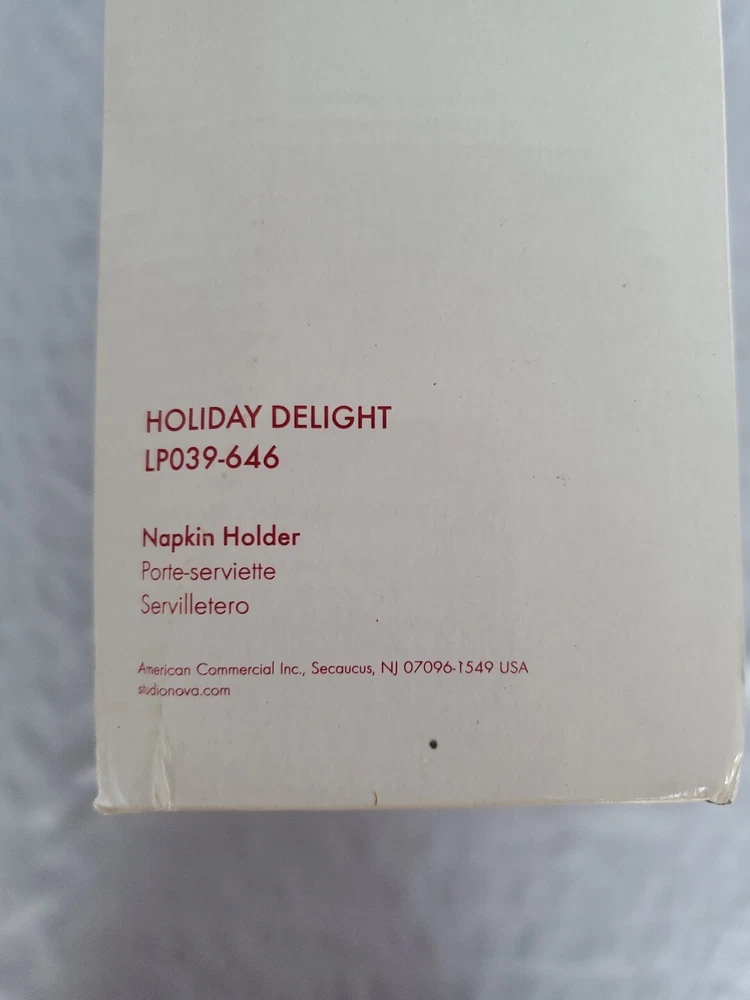 HOLIDAY DELIGHT
LP039-646
Napkin Holder
Porte-serviette
Servilletero
American Commercial Inc., Secaucus, NJ 07096-1549 USA
studionova.com